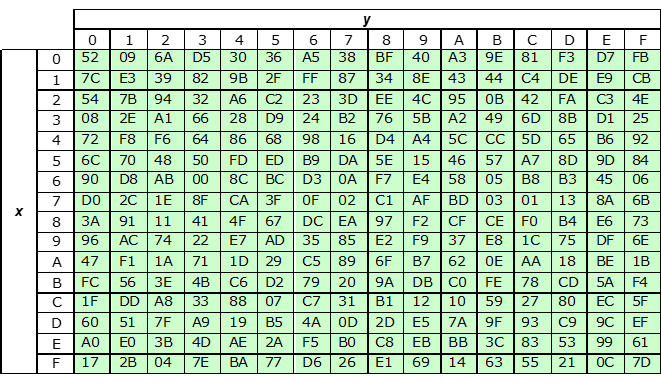 y
0 1 2 3 4 5 6 7 8 9 A B C D E F
0 52 09 6A D5 30 36 A5 38 BF 40 A3 9E 81 F3 D7 FB
1 7C E3 39 82 9B 2F FF 87 34 8E 43 44 C4 DE E9 CB
2 54 7B 94 32 A6 C2 23 3D EE 4C 95 0B 42 FA C3 4E
3 08 2E A1 66 28 D9 24 B2 76 5B A2 49 6D 8B D1 25
4 72 F8 F6 64 86 68 98 16 D4 A4 5C CC 5D 65 B6 92
5 6C 70 48 50 FD ED B9 DA 5E 15 46 57 A7 8D 9D 84
6 90 D8 AB 00 8C BC D3 0A F7 E4 58 05 B8 B3 45 06
x 7 D0 2C 1E 8F CA 3F 0F 02 C1 AF BD 03 01 13 8A 6B
8 3A 91 11 41 4F 67 DC EA 97 F2 CF CE F0 B4 E6 73
9 96 AC 74 22 E7 AD 35 85 E2 F9 37 E8 1C 75 DF 6E
A 47 F1 1A 71 1D 29 C5 89 6F B7 62 0E AA 18 BE 1B
B FC 56 3E 4B C6 D2 79 20 9A DB C0 FE 78 CD 5A F4
C 1F DD A8 33 88 07 C7 31 B1 12 10 59 27 80 EC 5F
D 60 51 7F A9 19 B5 4A 0D 2D E5 7A 9F 93 C9 9C EF
E A0 E0 3B 4D AE 2A F5 B0 C8 EB BB 3C 83 53 99 61
F 17 2B 04 7E BA 77 D6 26 E1 69 14 63 55 21 0C 7D